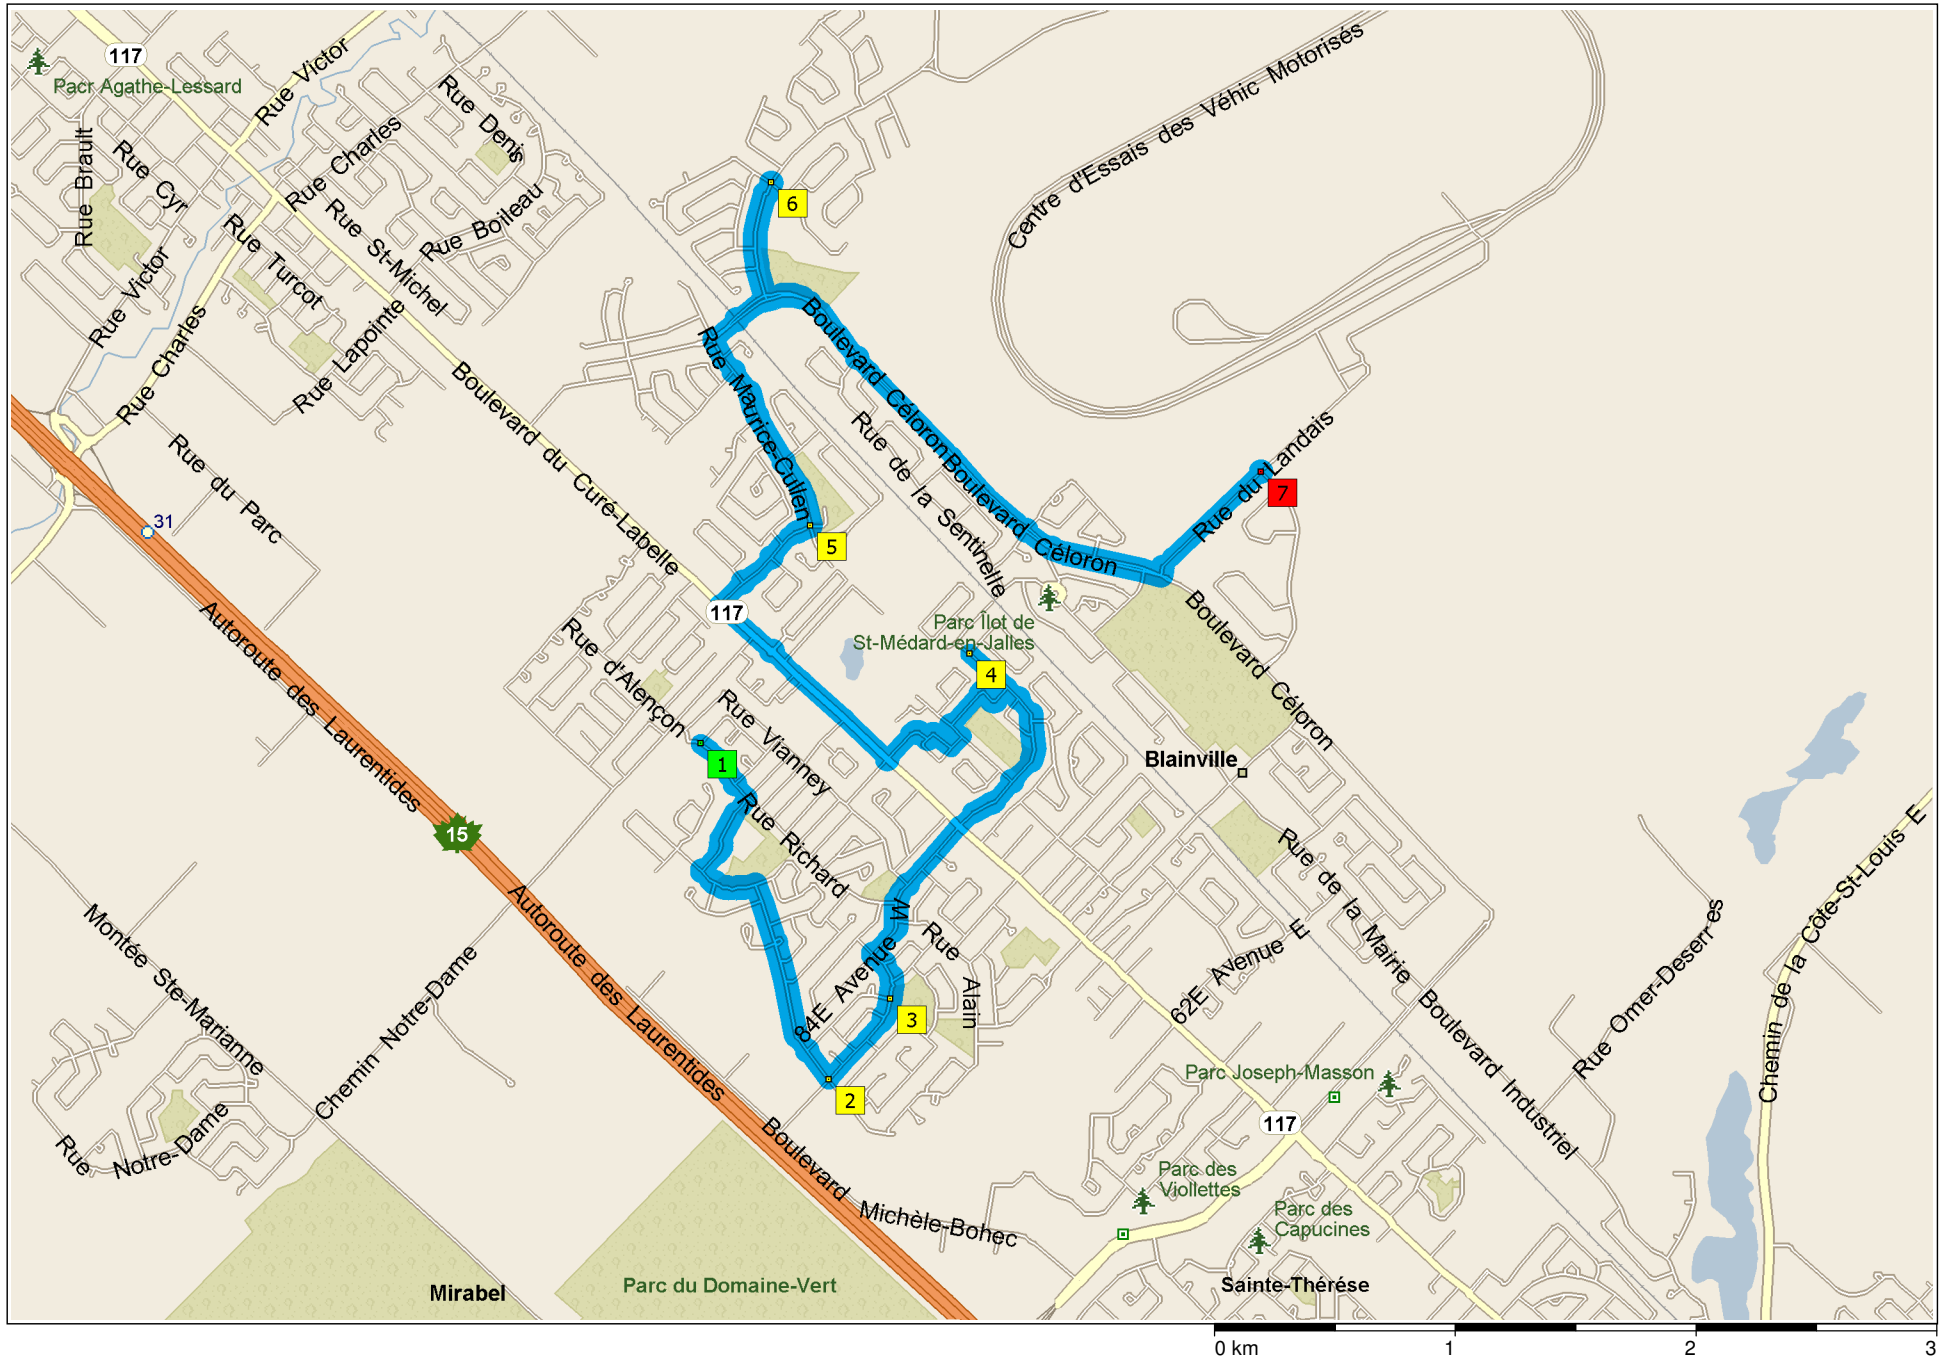 117
Pacr Agathe-Lessard
Rue Victor
Rue Denis
Rue Charles
Rue Brault
Rue Cyr
Rue St-Michel
Rue Boileau
Rue Turcot
Rue Victor
Rue Charles
Rue Lapointe
Centre d'Essais des Véhic Motorisés
6
Boulevard Céloron
Rue Maurice-Cullen
Boulevard du Curé-Labelle
Rue de la Sentinelle
Boulevard Céloron
Rue du Landais
7
Rue du Parc
31
5
117
Autoroute des Laurentides
Rue d'Alençon
Parc Îlot de
St-Médard-en-Jalles
4
Boulevard Céloron
Rue Vianney
1
Blainville
15
Rue Richard
Autoroute des Laurentides
84E Avenue W
Rue Alain
3
2
62E Avenue E
Rue de la Mairie
Boulevard Industriel
Rue Omer-Deserres
Chemin de la Côte-St-Louis E
Montée Ste-Marianne
Chemin Notre-Dame
Rue Notre-Dame
Parc Joseph-Masson
117
Boulevard Michèle-Bohec
Parc des
Viollettes
Parc des
Capucines
Mirabel
Parc du Domaine-Vert
Sainte-Thérése
0 km 1 2 3